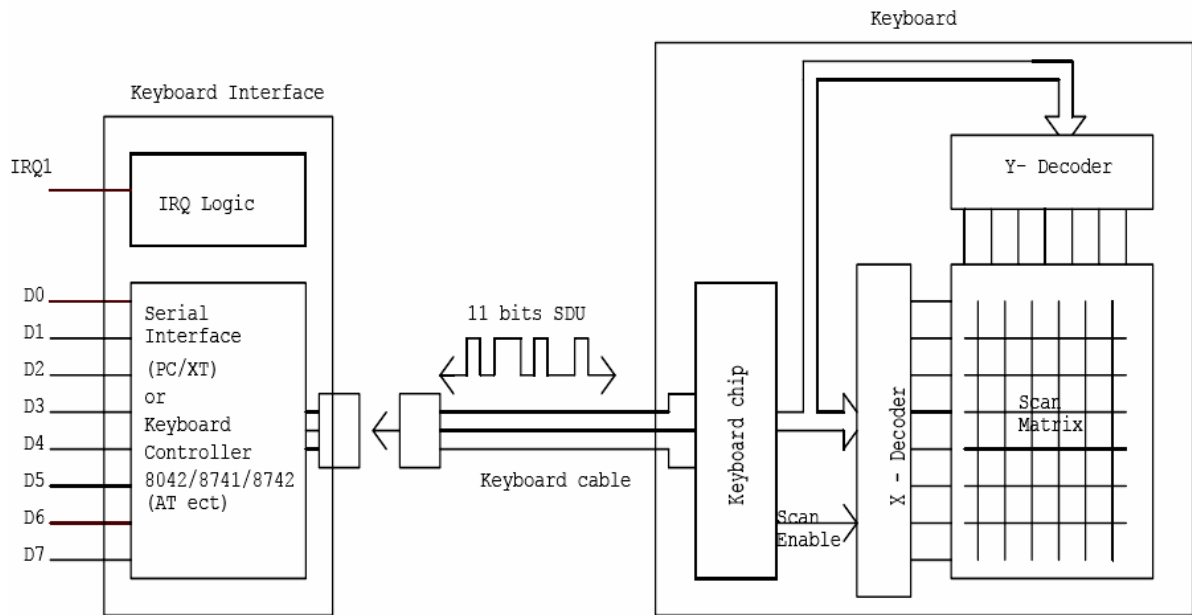 Keyboard
Keyboard Interface
IRQ1
IRQ Logic
Y- Decoder
D0
D1
D2
D3
D4
D5
D6
D7
Serial
Interface
(PC/XT)
or
Keyboard
Controller
8042/8741/8742
(AT ect)
11 bits SDU
Keyboard cable
Keyboard chip
Scan
Enable
X - Decoder
Scan
Matrix